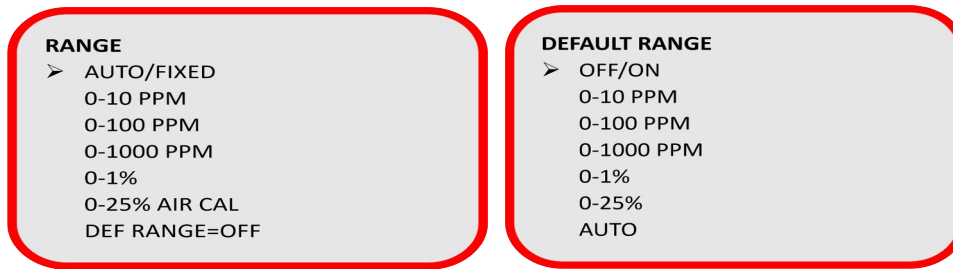 RANGE
➢ AUTO/FIXED
0-10 PPM
0-100 PPM
0-1000 PPM
0-1%
0-25% AIR CAL
DEF RANGE=OFF
DEFAULT RANGE
➢ OFF/ON
0-10 PPM
0-100 PPM
0-1000 PPM
0-1%
0-25%
AUTO